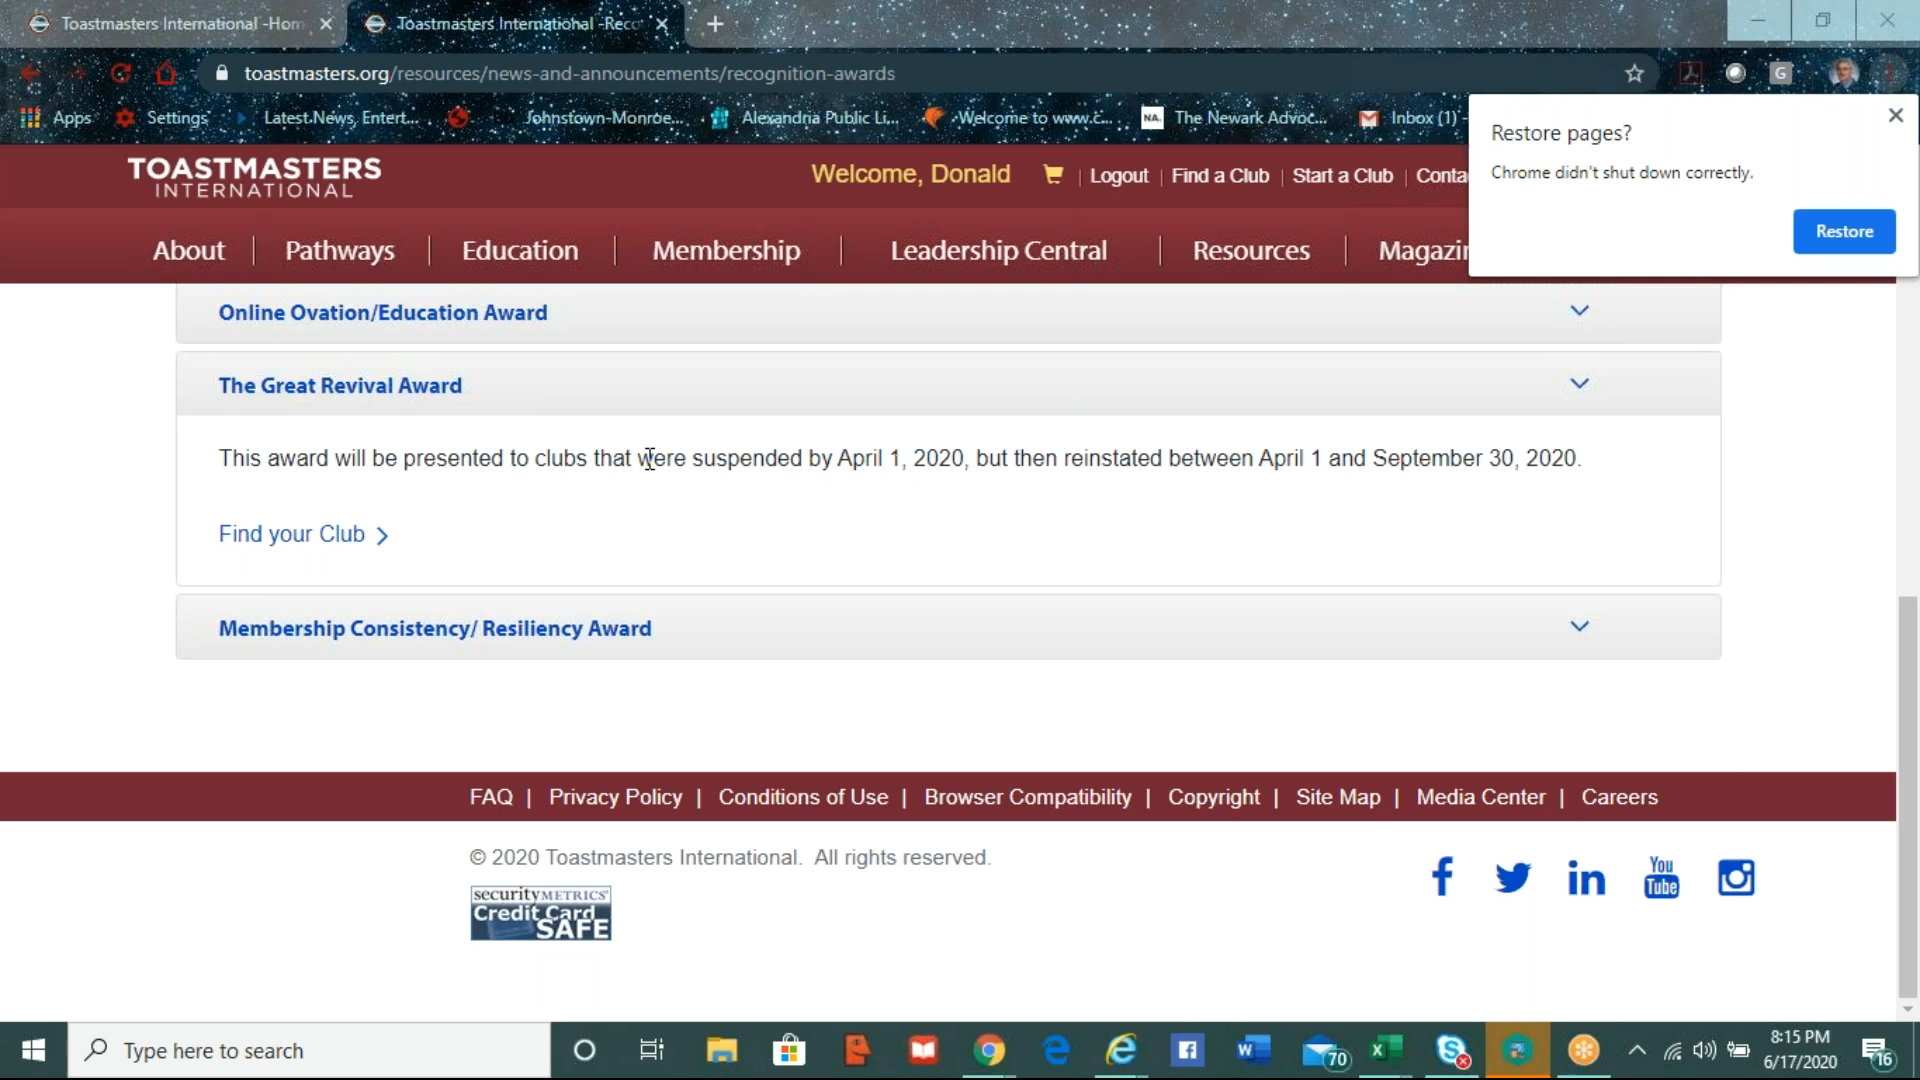 Toastmasters International -Hom
Toastmasters International -Reco
toastmasters.org/resources/news-and-announcements/recognition-awards
G
Apps
Settings
Latest News, Entert...
Johnstown-Monroe...
Alexandria Public Li...
Welcome to www.c...
NA.
The Newark Advoc...
Inbox (1) -
Restore pages?
Chrome didn't shut down correctly.
Restore
TOASTMASTERS
INTERNATIONAL
Welcome, Donald
| Logout | Find a Club | Start a Club | Conta
About
Pathways
Education
Membership
Leadership Central
Resources
Magazin
Online Ovation/Education Award
The Great Revival Award
This award will be presented to clubs that were suspended by April 1, 2020, but then reinstated between April 1 and September 30, 2020.
Find your Club
Membership Consistency/ Resiliency Award
FAQ | Privacy Policy | Conditions of Use | Browser Compatibility | Copyright | Site Map | Media Center | Careers
© 2020 Toastmasters International. All rights reserved.
securityMETRICS®
Credit Card
SAFE
You
Tube
Type here to search
70
8:15 PM
6/17/2020
16